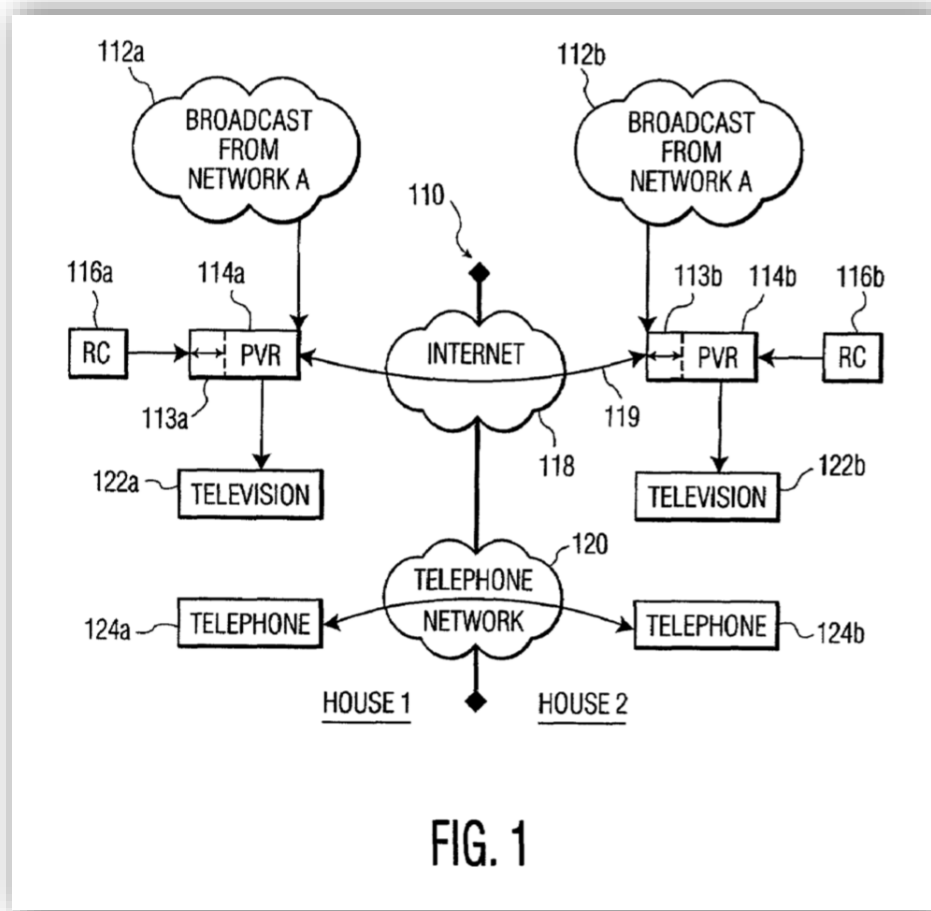 112a
112b
BROADCAST
FROM
NETWORK A
BROADCAST
FROM
NETWORK A
110
116a
114a
113b
114b
116b
RC
PVR
INTERNET
PVR
RC
113a
119
118
122a
TELEVISION
TELEVISION
122b
120
TELEPHONE
NETWORK
124a
TELEPHONE
TELEPHONE
124b
HOUSE 1
HOUSE 2
FIG. 1